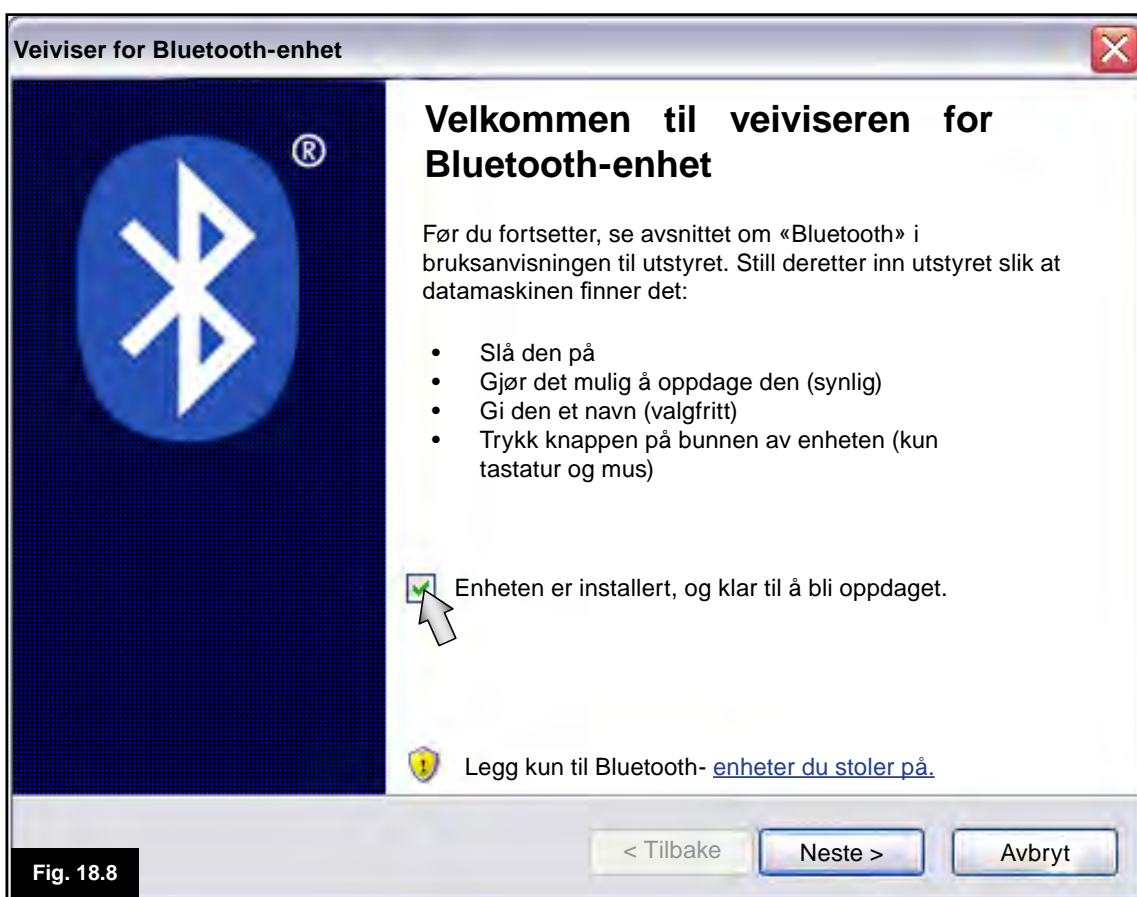 Veiviser for Bluetooth-enhet
®
Velkommen til veiviseren for
Bluetooth-enhet
Før du fortsetter, se avsnittet om «Bluetooth» i
bruksanvisningen til utstyret. Still deretter inn utstyret slik at
datamaskinen finner det:
• Slå den på
• Gjør det mulig å oppdage den (synlig)
• Gi den et navn (valgfritt)
• Trykk knappen på bunnen av enheten (kun
tastatur og mus)
Enheten er installert, og klar til å bli oppdaget.
Legg kun til Bluetooth- enheter du stoler på.
< Tilbake Neste > Avbryt
Fig. 18.8